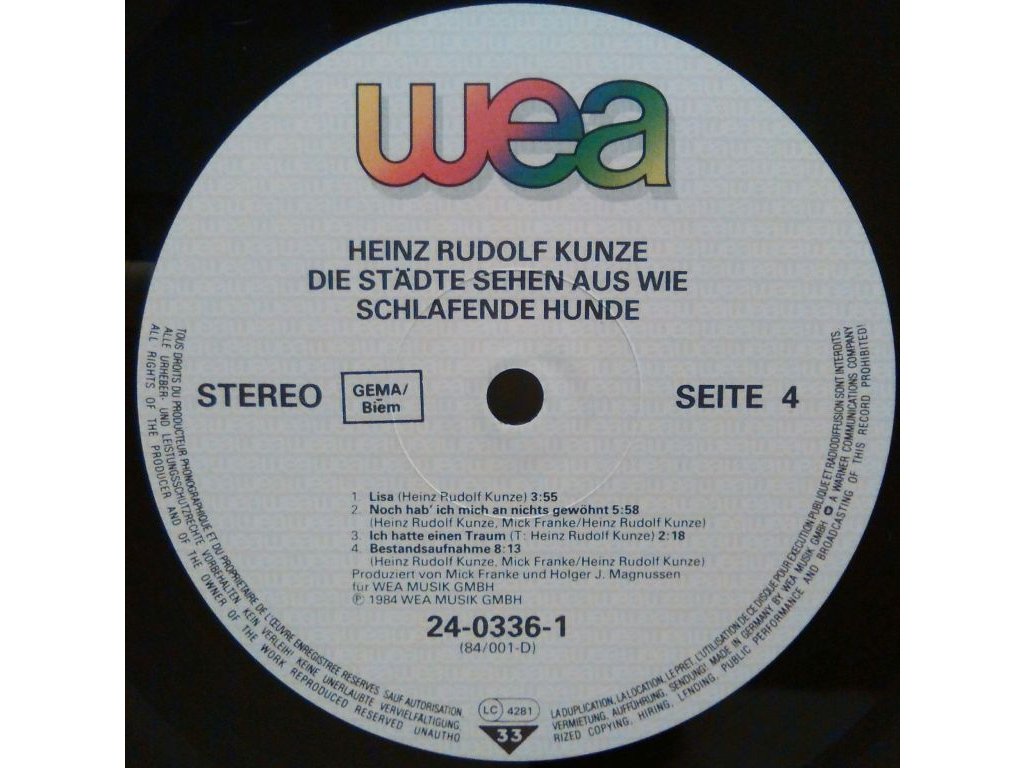 wea
HEINZ RUDOLF KUNZE
DIE STÄDTE SEHEN AUS WIE
SCHLAFENDE HUNDE
STEREO
GEMA/
Biem
SEITE 4
1. Lisa (Heinz Rudolf Kunze) 3:55
2. Noch hab' ich mich an nichts gewöhnt 5:58
(Heinz Rudolf Kunze, Mick Franke/Heinz Rudolf Kunze)
3. Ich hatte einen Traum (T: Heinz Rudolf Kunze) 2:18
4. Bestandsaufnahme 8:13
(Heinz Rudolf Kunze, Mick Franke/Heinz Rudolf Kunze)
Produziert von Mick Franke und Holger J. Magnussen
für WEA MUSIK GMBH
℗ 1984 WEA MUSIK GMBH
24-0336-1
(84/001-D)
LC 4281
33
TOUS DROITS DU PRODUCTEUR PHONOGRAPHIQUE ET DU PROPRIETAIRE DE L'ŒUVRE ENREGISTREE RESERVES. SAUF AUTORISATION. LA DUPLICATION, LA LOCATION, LE PRET, L'UTILISATION DE CE DISQUE POUR EXECUTION PUBLIQUE ET RADIODIFFUSION SONT INTERDITS.
ALLE URHEBER- UND LEISTUNGSSCHUTZRECHTE VORBEHALTEN. KEIN VERLEIH! KEINE UNERLAUBTE VERVIELFÄLTIGUNG, VERMIETUNG, AUFFÜHRUNG, SENDUNG! MADE IN GERMANY BY WEA MUSIK GMBH A WARNER COMMUNICATIONS COMPANY
ALL RIGHTS OF THE PRODUCER AND OF THE OWNER OF THE WORK REPRODUCED RESERVED UNAUTHORIZED COPYING, HIRING, LENDING, PUBLIC PERFORMANCE AND BROADCASTING OF THIS RECORD PROHIBITED!